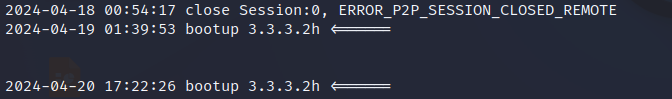 2024-04-18 00:54:17 close Session:0, ERROR_P2P_SESSION_CLOSED_REMOTE
2024-04-19 01:39:53 bootup 3.3.3.2h <------
2024-04-20 17:22:26 bootup 3.3.3.2h <------